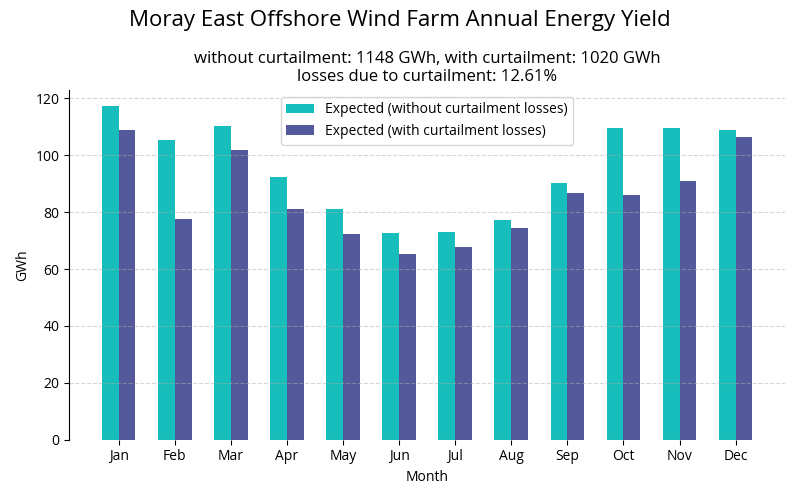 Moray East Offshore Wind Farm Annual Energy Yield
without curtailment: 1148 GWh, with curtailment: 1020 GWh
losses due to curtailment: 12.61%
Expected (without curtailment losses)
Expected (with curtailment losses)
120
100
80
60
40
20
0
GWh
Jan Feb Mar Apr May Jun Jul Aug Sep Oct Nov Dec
Month